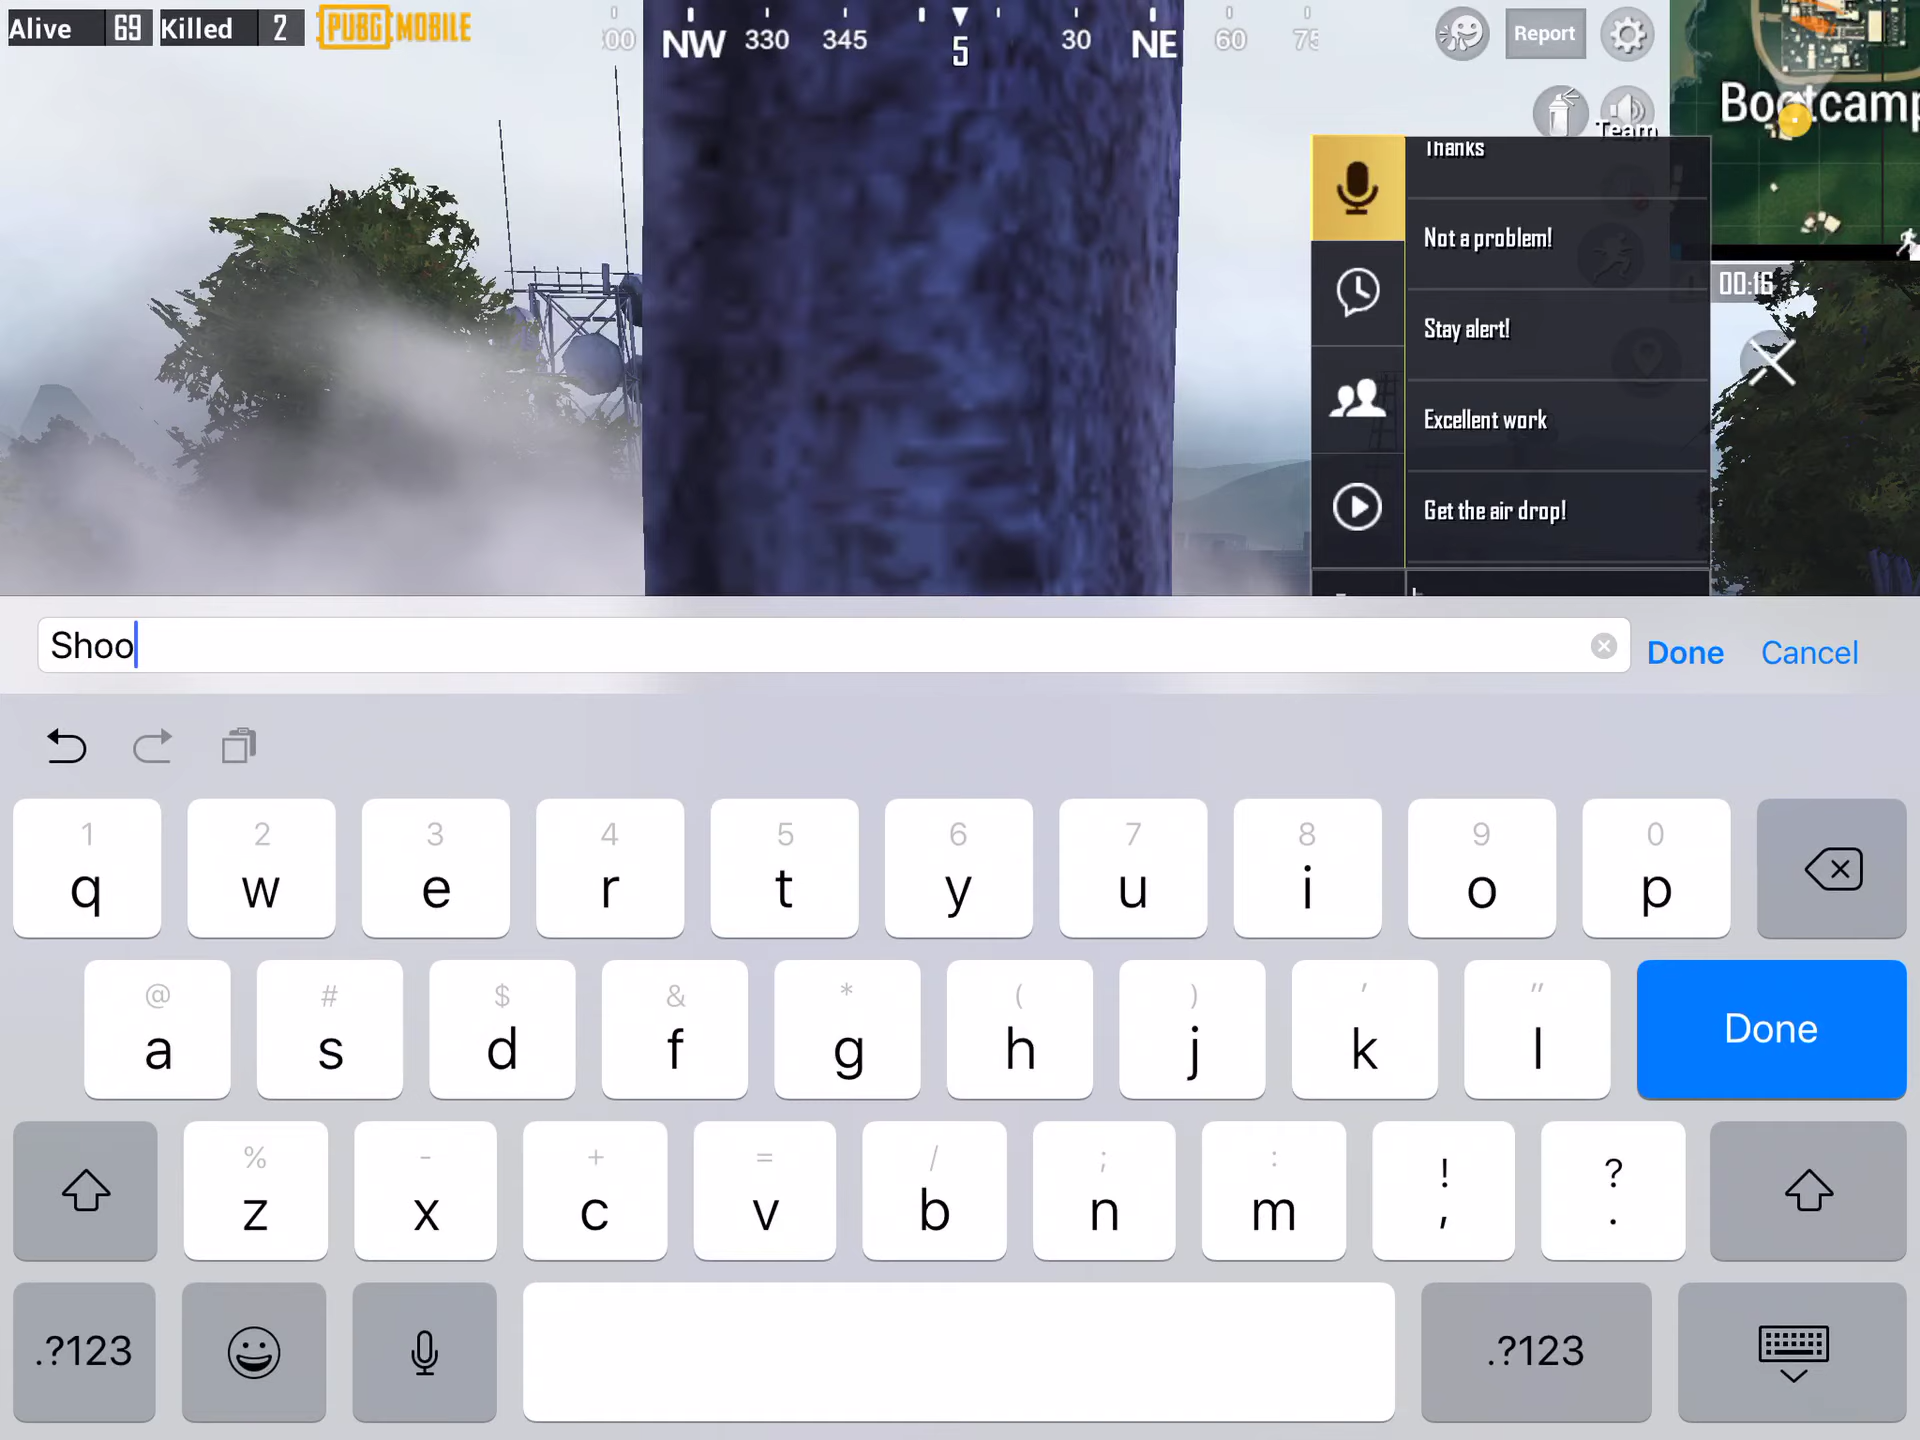 Alive 69 Killed 2 PUBG MOBILE
NW 330 345 5 30 NE 60
Report
Team
Bootcamp
Thanks
Not a problem!
00:16
Stay alert!
Excellent work
Get the air drop!
Shoo
Done Cancel
1 2 3 4 5 6 7 8 9 0
q w e r t y u i o p
@ # $ & * ( ) ' "
a s d f g h j k l Done
% - + = / ; : ! ?
z x c v b n m , .
.?123 .?123